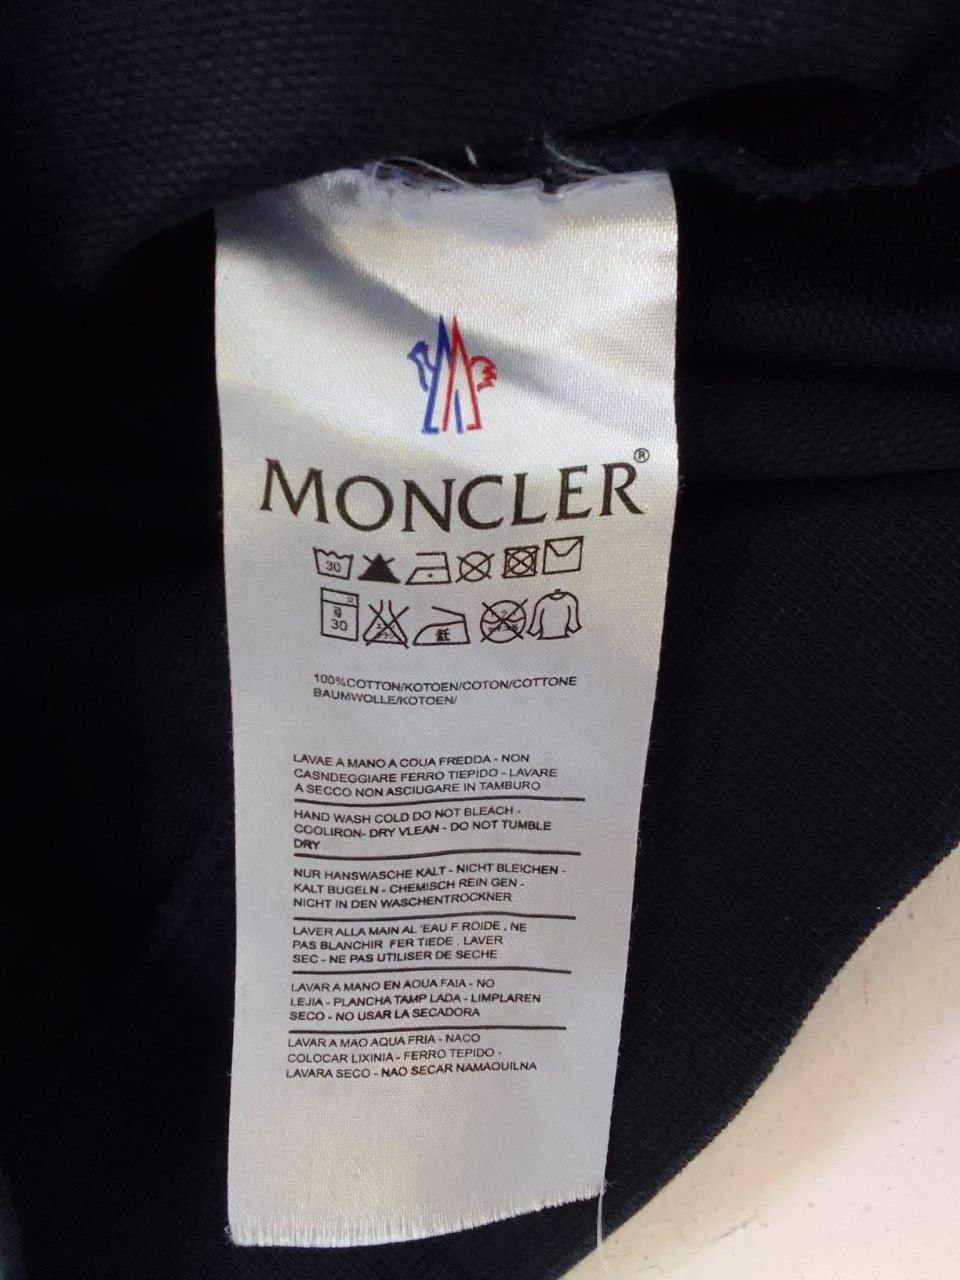 MONCLER®
30
30
100%COTTON/KOTOEN/COTON/COTTONE
BAUMWOLLE/KOTOEN/
LAVAE A MANO A COUA FREDDA - NON
CASNDEGGIARE FERRO TIEPIDO - LAVARE
A SECCO NON ASCIUGARE IN TAMBURO
HAND WASH COLD DO NOT BLEACH -
COOLIRON- DRY VLEAN - DO NOT TUMBLE
DRY
NUR HANSWASCHE KALT - NICHT BLEICHEN -
KALT BUGELN - CHEMISCH REIN GEN -
NICHT IN DEN WASCHENTROCKNER
LAVER ALLA MAIN AL 'EAU F ROIDE , NE
PAS BLANCHIR FER TIEDE , LAVER
SEC - NE PAS UTILISER DE SECHE
LAVAR A MANO EN AOUA FAIA - NO
LEJIA - PLANCHA TAMP LADA - LIMPLAREN
SECO - NO USAR LA SECADORA
LAVAR A MAO AQUA FRIA - NACO
COLOCAR LIXINIA - FERRO TEPIDO -
LAVARA SECO - NAO SECAR NAMAOUILNA